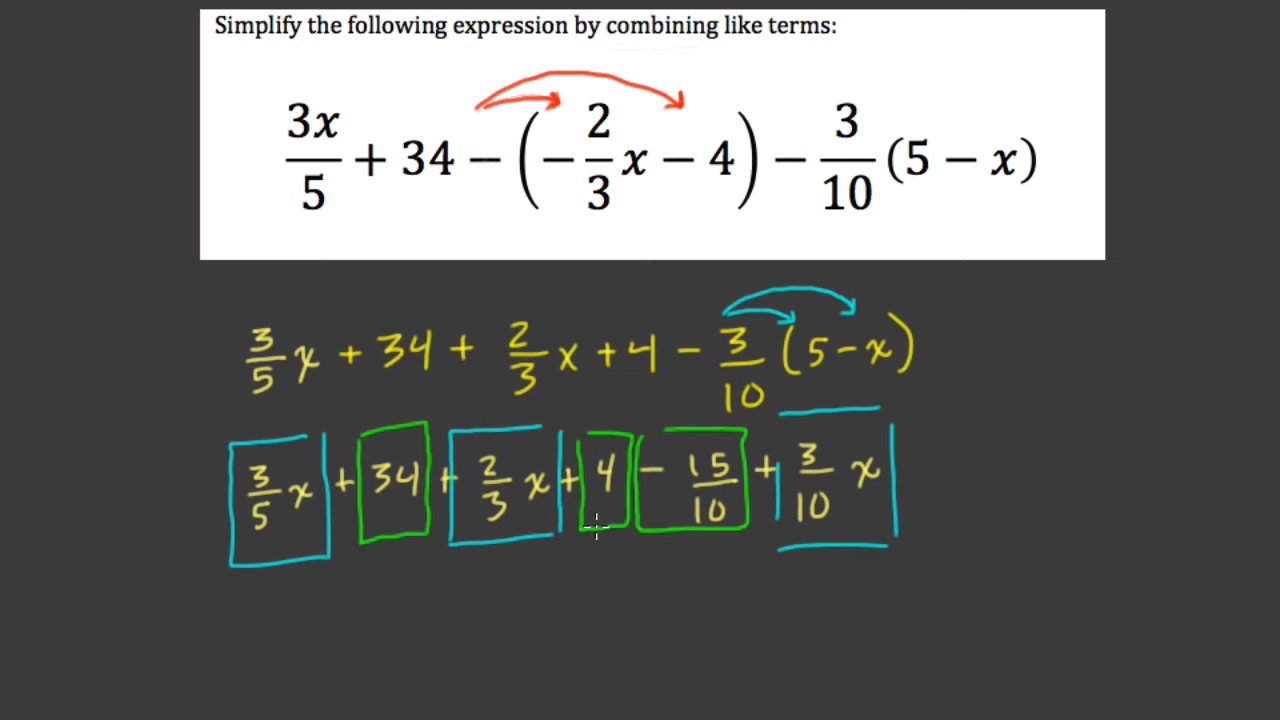 Simplify the following expression by combining like terms:
3x/5 + 34 − (−2/3 x − 4) − 3/10 (5 − x)
3/5 x + 34 + 2/3 x + 4 − 3/10 (5 − x)
3/5 x + 34 + 2/3 x + 4 − 15/10 + 3/10 x